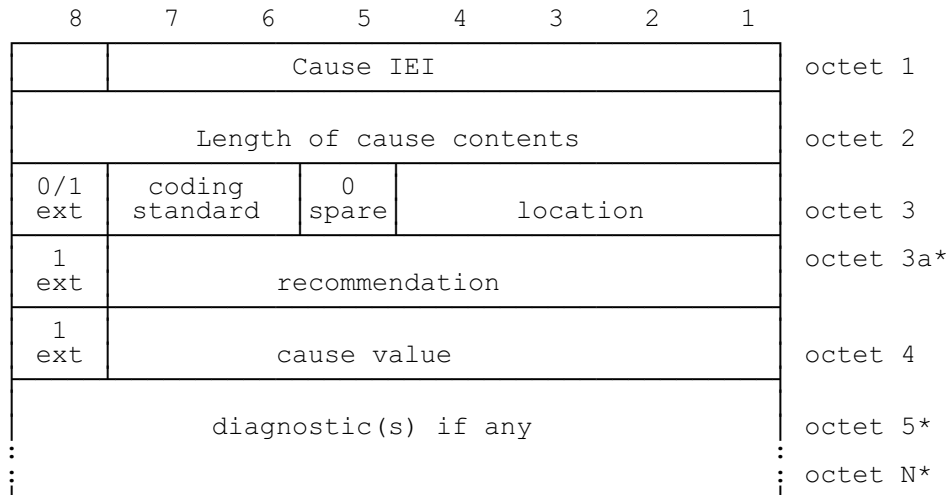 8 7 6 5 4 3 2 1
Cause IEI octet 1
Length of cause contents octet 2
0/1 coding 0
ext standard spare location octet 3
1 octet 3a*
ext recommendation
1
ext cause value octet 4
diagnostic(s) if any octet 5*
: :
: : octet N*